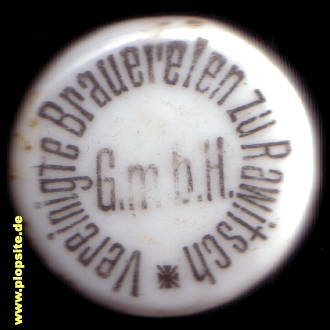 Vereinigte Brauereien zu Rawitsch
G.m.b.H.
www.plopsite.de